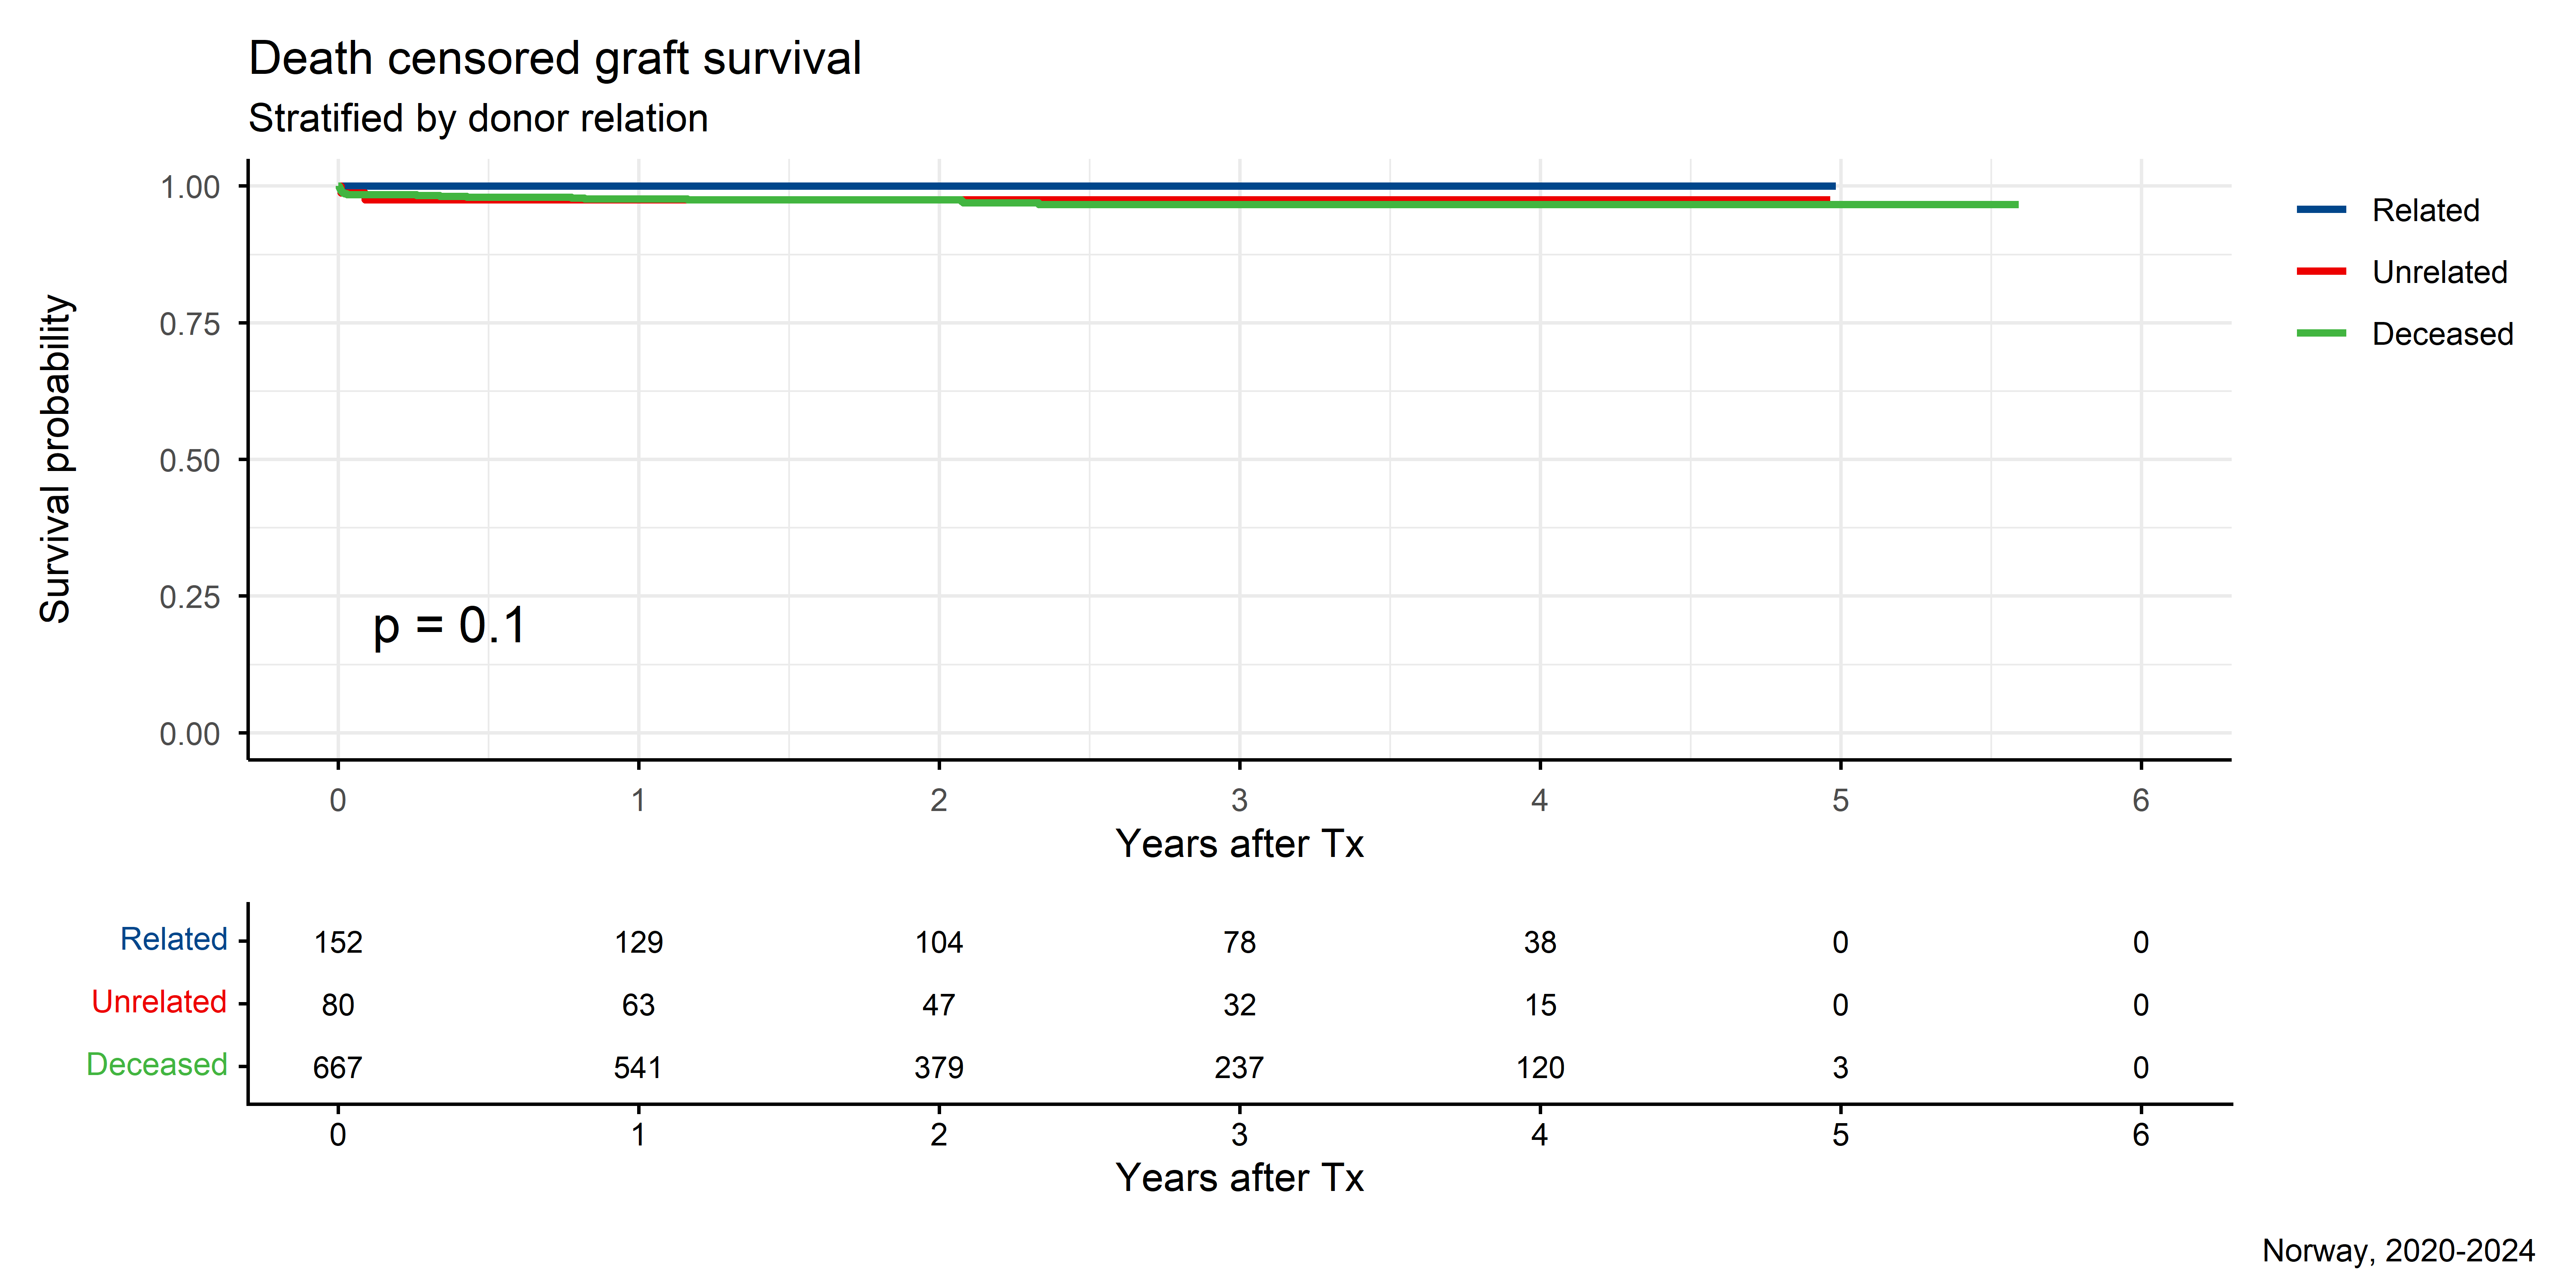 Death censored graft survival
Stratified by donor relation
Survival probability
1.00
0.75
0.50
0.25
0.00
p = 0.1
0 1 2 3 4 5 6
Years after Tx
Related
Unrelated
Deceased
Related 152 129 104 78 38 0 0
Unrelated 80 63 47 32 15 0 0
Deceased 667 541 379 237 120 3 0
0 1 2 3 4 5 6
Years after Tx
Norway, 2020-2024